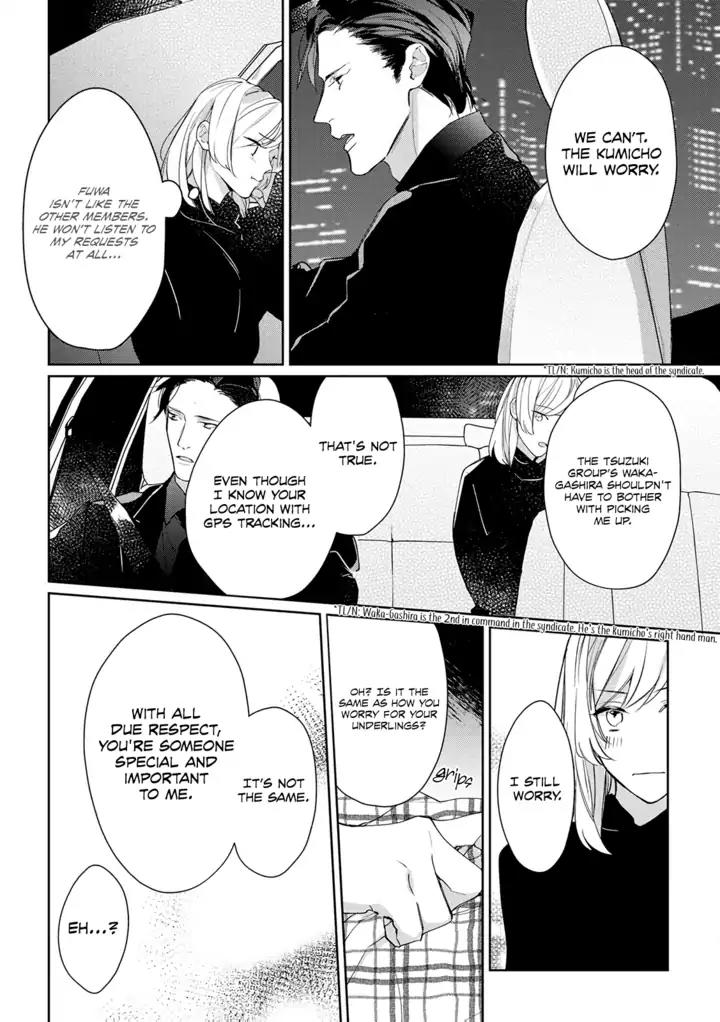 WE CAN'T.
THE KUMICHO
WILL WORRY.
FUWA
ISN'T LIKE THE
OTHER MEMBERS.
HE WON'T LISTEN TO
MY REQUESTS
AT ALL...
*TL/N: Kumicho is the head of the syndicate.
THE TSUZUKI
GROUP'S WAKA-
GASHIRA SHOULDN'T
HAVE TO BOTHER
WITH PICKING
ME UP.
THAT'S NOT
TRUE.
EVEN THOUGH
I KNOW YOUR
LOCATION WITH
GPS TRACKING...
*TL/N: Waka-Gashira is the 2nd in command in the syndicate. He's the Kumicho's right hand man.
I STILL
WORRY.
OH? IS IT THE
SAME AS HOW YOU
WORRY FOR YOUR
UNDERLINGS?
grips
IT'S NOT
THE SAME.
WITH ALL
DUE RESPECT,
YOU'RE SOMEONE
SPECIAL AND
IMPORTANT
TO ME.
EH...?